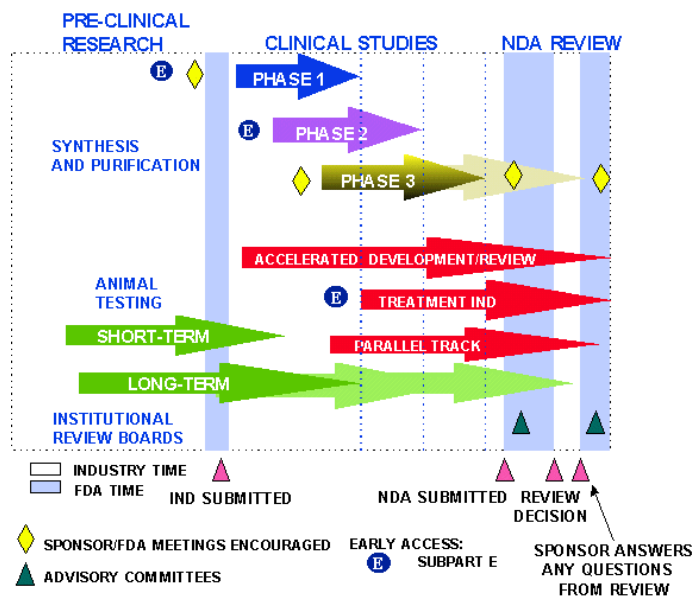 PRE-CLINICAL
RESEARCH
CLINICAL STUDIES
NDA REVIEW
E
PHASE 1
E
PHASE 2
SYNTHESIS
AND PURIFICATION
PHASE 3
ACCELERATED DEVELOPMENT/REVIEW
ANIMAL
TESTING
E
TREATMENT IND
SHORT-TERM
PARALLEL TRACK
LONG-TERM
INSTITUTIONAL
REVIEW BOARDS
INDUSTRY TIME
FDA TIME
IND SUBMITTED
NDA SUBMITTED
REVIEW
DECISION
SPONSOR/FDA MEETINGS ENCOURAGED
ADVISORY COMMITTEES
EARLY ACCESS:
E
SUBPART E
SPONSOR ANSWERS
ANY QUESTIONS
FROM REVIEW